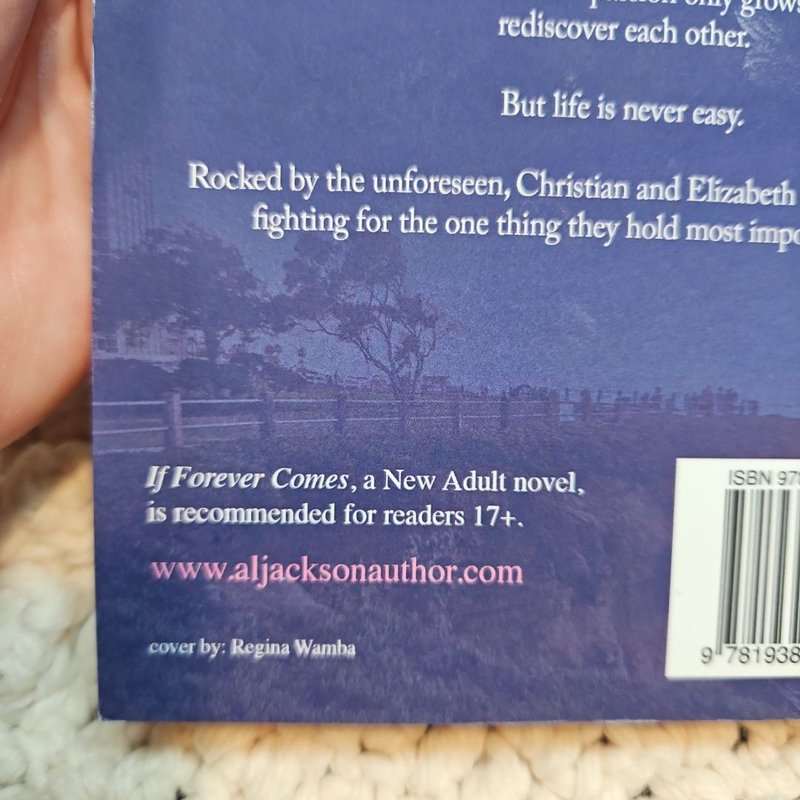 only grows
rediscover each other.
But life is never easy.
Rocked by the unforeseen, Christian and Elizabeth
fighting for the one thing they hold most
If Forever Comes, a New Adult novel,
is recommended for readers 17+.
www.aljacksonauthor.com
cover by: Regina Wamba
ISBN
9 781938